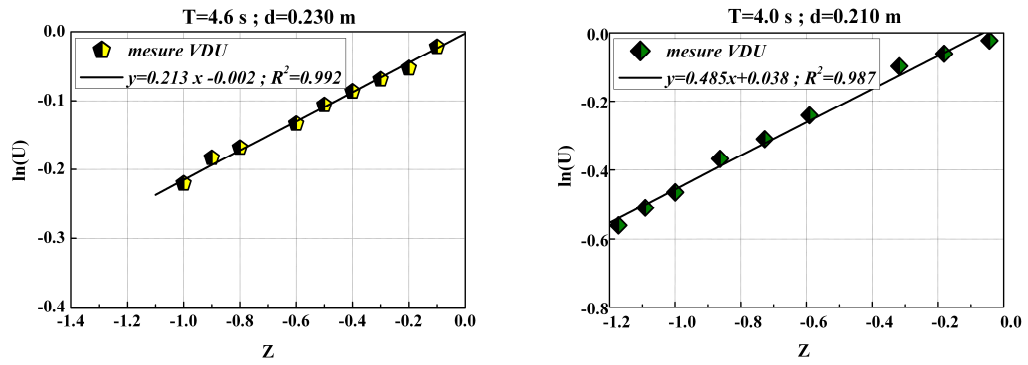 T=4.6 s ; d=0.230 m
mesure VDU
y=0.213 x -0.002 ; R²=0.992
0.0
-0.1
-0.2
-0.3
-0.4
ln(U)
-1.4 -1.2 -1.0 -0.8 -0.6 -0.4 -0.2 0.0
Z
T=4.0 s ; d=0.210 m
mesure VDU
y=0.485x+0.038 ; R²=0.987
0.0
-0.2
-0.4
-0.6
-0.8
ln(U)
-1.2 -1.0 -0.8 -0.6 -0.4 -0.2 0.0
Z